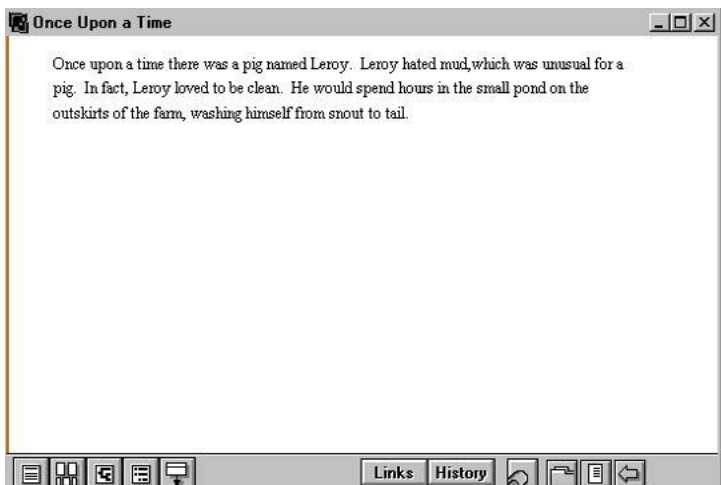 Once Upon a Time
Once upon a time there was a pig named Leroy.  Leroy hated mud,which was unusual for a
pig.  In fact, Leroy loved to be clean.  He would spend hours in the small pond on the
outskirts of the farm, washing himself from snout to tail.
Links History